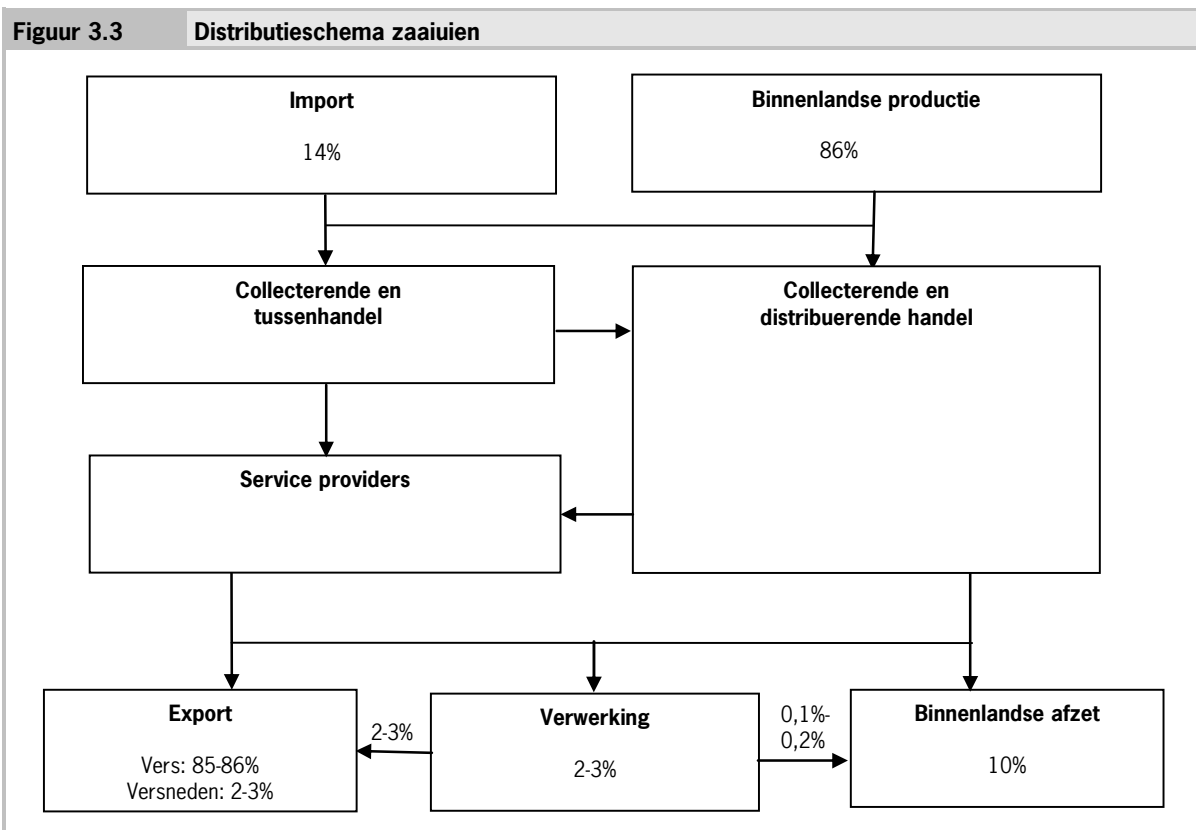 Figuur 3.3 Distributieschema zaaiuien
Import
14%
Binnenlandse productie
86%
Collecterende en
tussenhandel
Collecterende en
distribuerende handel
Service providers
Export
Vers: 85-86%
Versneden: 2-3%
2-3%
Verwerking
2-3%
0,1%-
0,2%
Binnenlandse afzet
10%